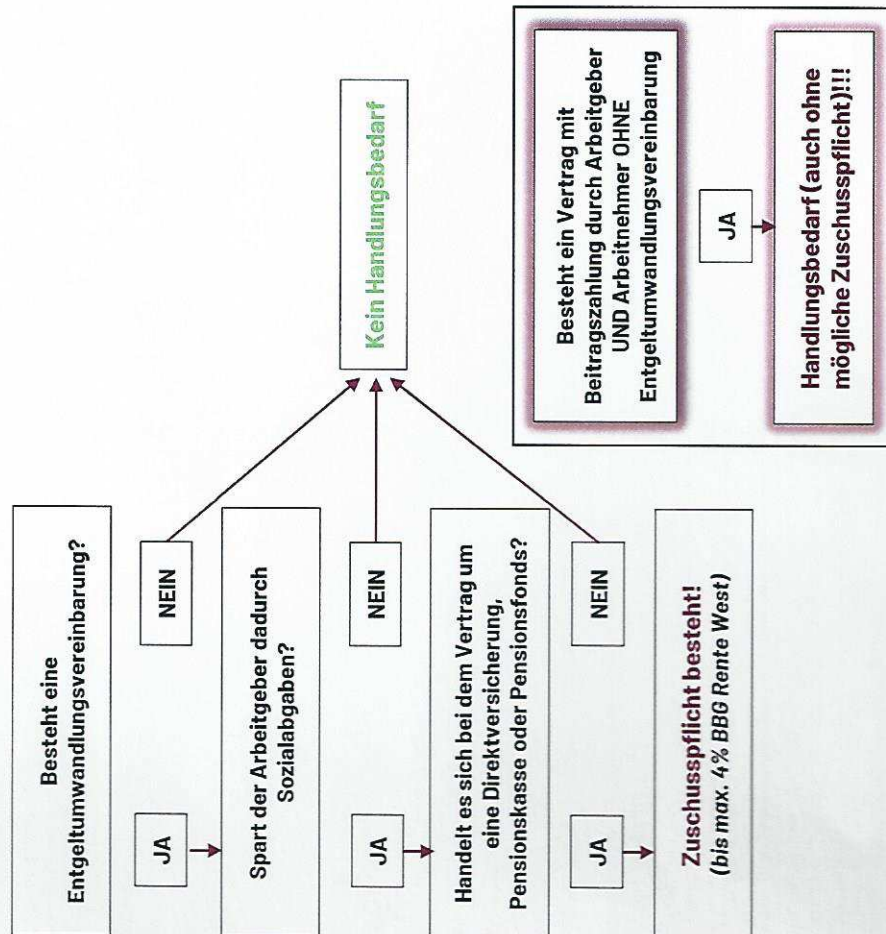 Besteht eine
Entgeltumwandlungsvereinbarung?
JA
NEIN
Spart der Arbeitgeber dadurch
Sozialabgaben?
JA
NEIN
Handelt es sich bei dem Vertrag um
eine Direktversicherung,
Pensionskasse oder Pensionsfonds?
JA
NEIN
Zuschusspflicht besteht!
(bis max. 4% BBG Rente West)
Kein Handlungsbedarf
Besteht ein Vertrag mit
Beitragszahlung durch Arbeitgeber
UND Arbeitnehmer OHNE
Entgeltumwandlungsvereinbarung
JA
Handlungsbedarf (auch ohne
mögliche Zuschusspflicht)!!!